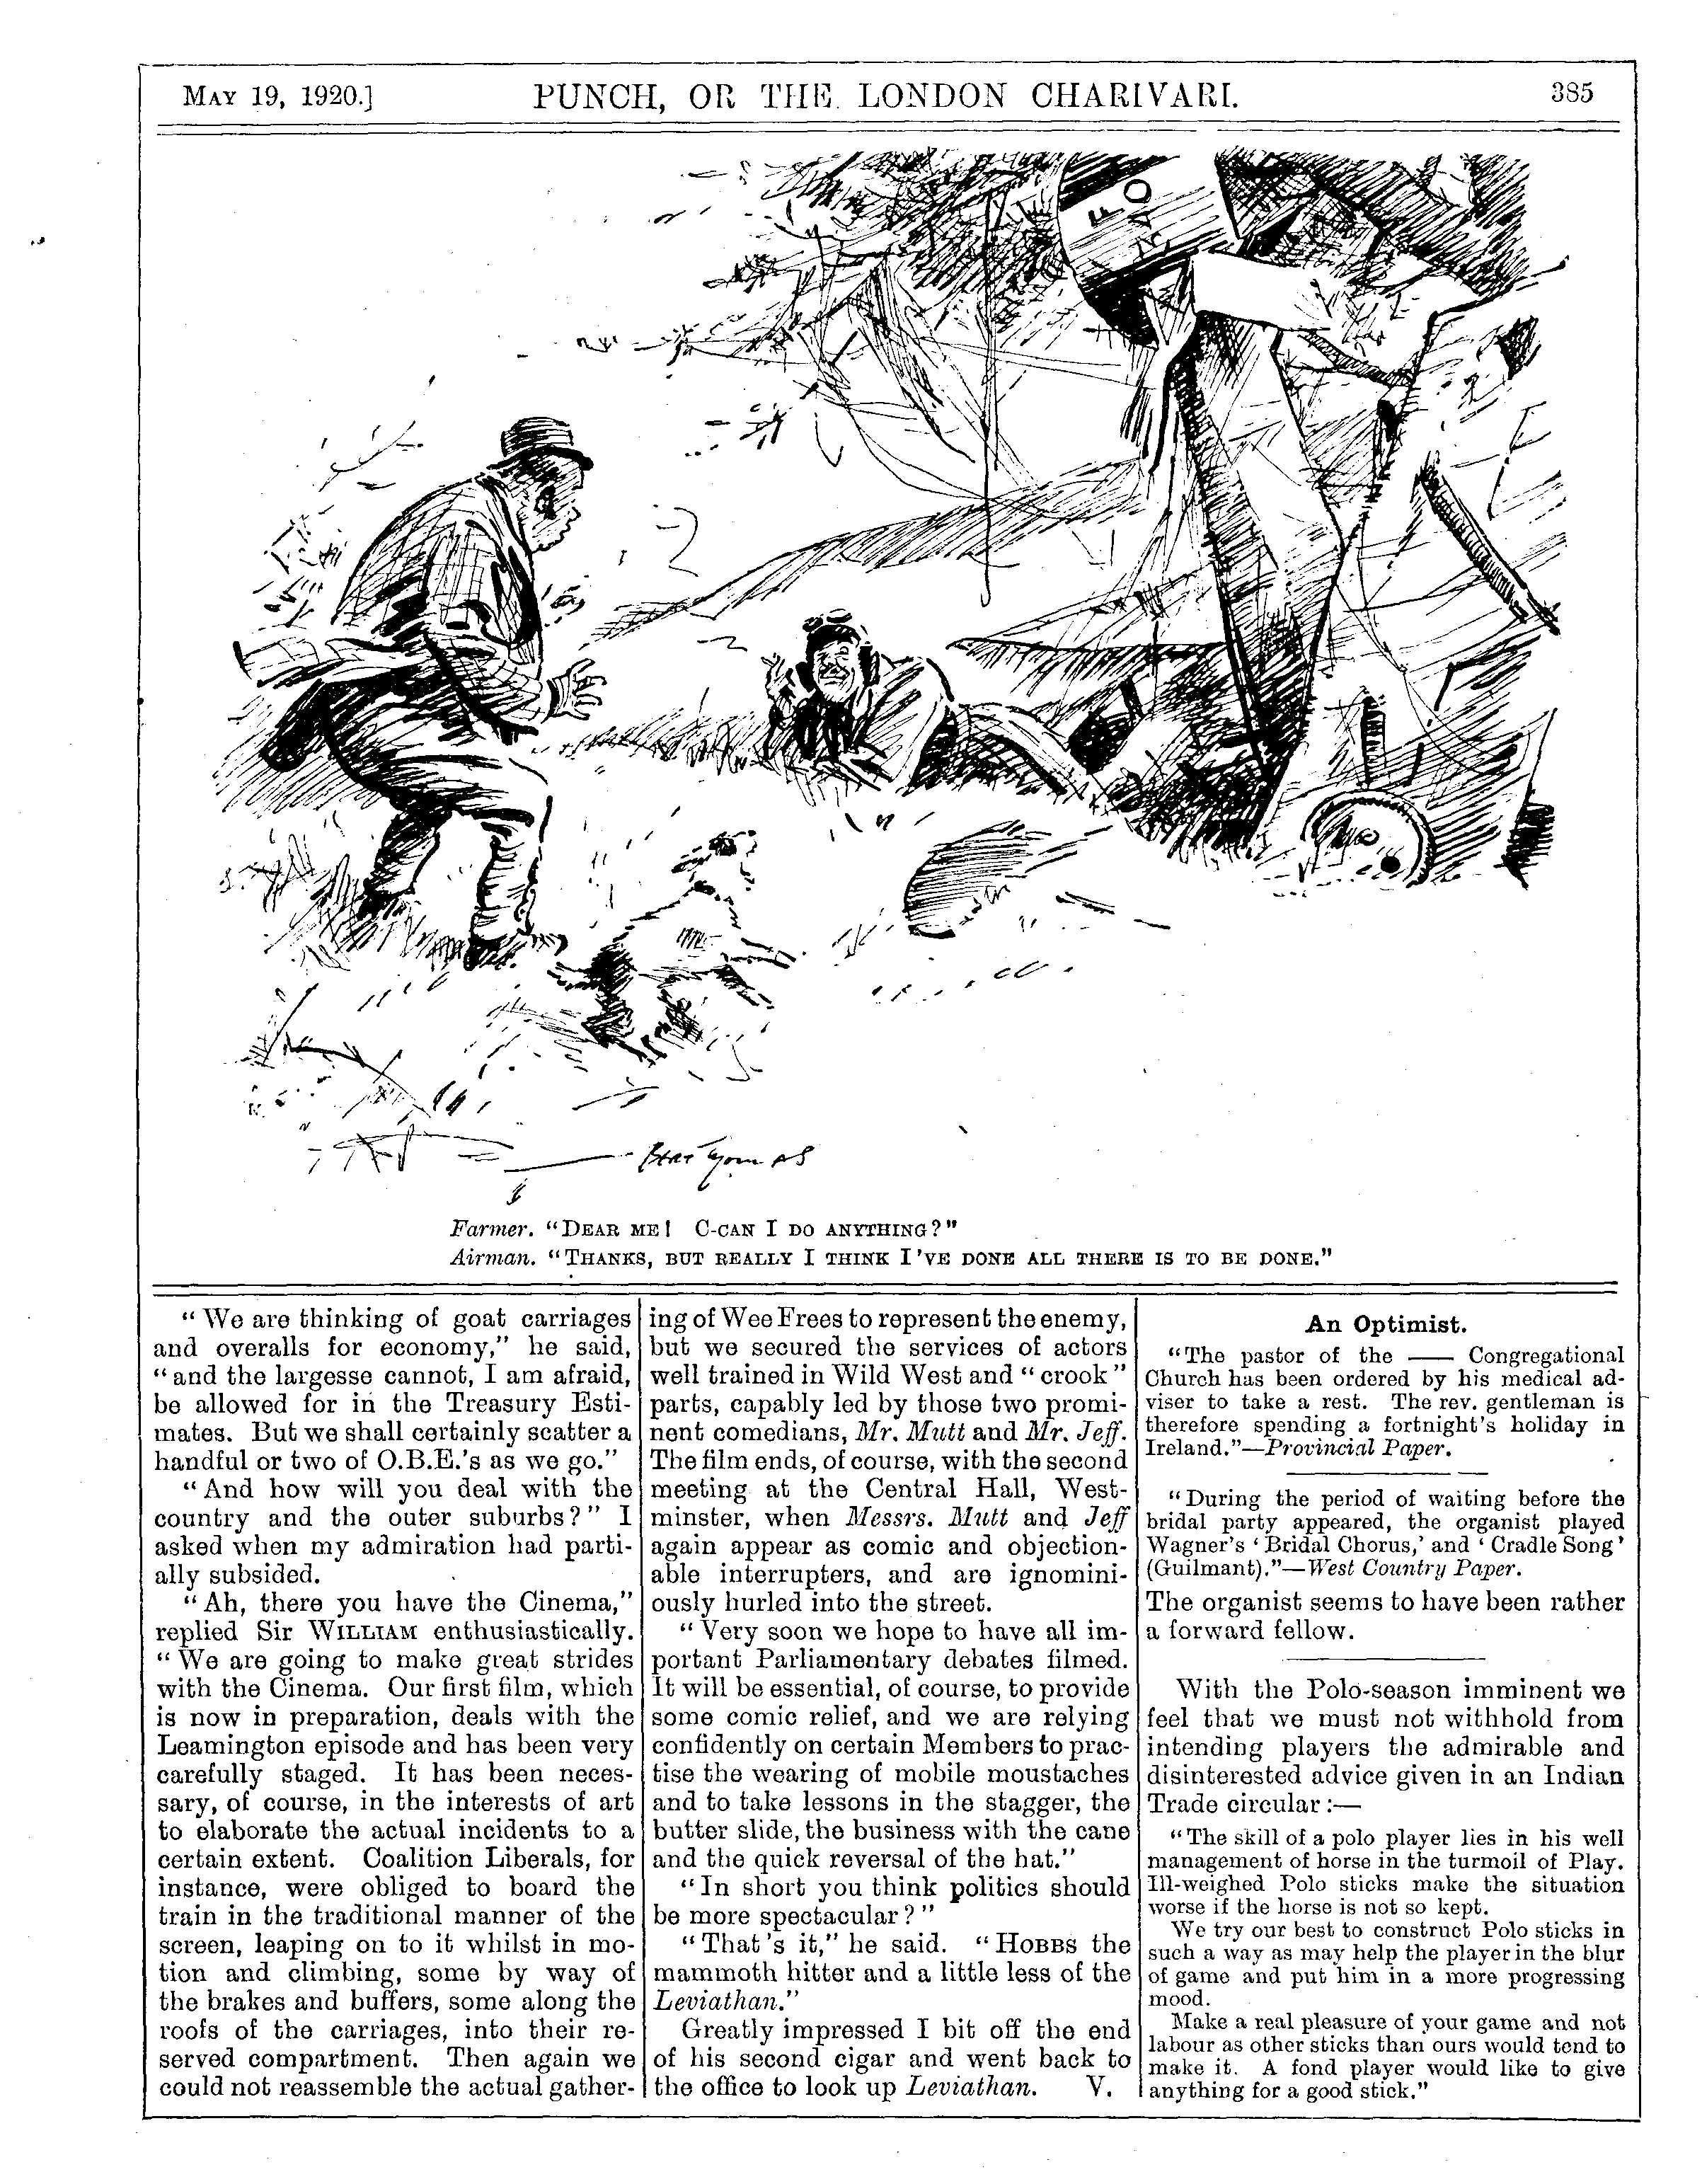 MAY 19, 1920.]
PUNCH, OR THE LONDON CHARIVARI.
385
Bert Thomas
Farmer. "DEAR ME! C-CAN I DO ANYTHING?"
Airman. "THANKS, BUT REALLY I THINK I'VE DONE ALL THERE IS TO BE DONE."
"We are thinking of goat carriages
and overalls for economy," he said,
"and the largesse cannot, I am afraid,
be allowed for in the Treasury Esti-
mates. But we shall certainly scatter a
handful or two of O.B.E.'s as we go."
"And how will you deal with the
country and the outer suburbs?" I
asked when my admiration had parti-
ally subsided.
"Ah, there you have the Cinema,"
replied Sir WILLIAM enthusiastically.
"We are going to make great strides
with the Cinema. Our first film, which
is now in preparation, deals with the
Leamington episode and has been very
carefully staged. It has been neces-
sary, of course, in the interests of art
to elaborate the actual incidents to a
certain extent. Coalition Liberals, for
instance, were obliged to board the
train in the traditional manner of the
screen, leaping on to it whilst in mo-
tion and climbing, some by way of
the brakes and buffers, some along the
roofs of the carriages, into their re-
served compartment. Then again we
could not reassemble the actual gather-
ing of Wee Frees to represent the enemy,
but we secured the services of actors
well trained in Wild West and "crook"
parts, capably led by those two promi-
nent comedians, Mr. Mutt and Mr. Jeff.
The film ends, of course, with the second
meeting at the Central Hall, West-
minster, when Messrs. Mutt and Jeff
again appear as comic and objection-
able interrupters, and are ignomini-
ously hurled into the street.
"Very soon we hope to have all im-
portant Parliamentary debates filmed.
It will be essential, of course, to provide
some comic relief, and we are relying
confidently on certain Members to prac-
tise the wearing of mobile moustaches
and to take lessons in the stagger, the
butter slide, the business with the cane
and the quick reversal of the hat."
"In short you think politics should
be more spectacular?"
"That's it," he said. "HOBBS the
mammoth hitter and a little less of the
Leviathan."
Greatly impressed I bit off the end
of his second cigar and went back to
the office to look up Leviathan. V.
An Optimist.
"The pastor of the —— Congregational
Church has been ordered by his medical ad-
viser to take a rest. The rev. gentleman is
therefore spending a fortnight's holiday in
Ireland."—Provincial Paper.
"During the period of waiting before the
bridal party appeared, the organist played
Wagner's 'Bridal Chorus,' and 'Cradle Song'
(Guilmant)."—West Country Paper.
The organist seems to have been rather
a forward fellow.
With the Polo-season imminent we
feel that we must not withhold from
intending players the admirable and
disinterested advice given in an Indian
Trade circular:—
"The skill of a polo player lies in his well
management of horse in the turmoil of Play.
Ill-weighed Polo sticks make the situation
worse if the horse is not so kept.
We try our best to construct Polo sticks in
such a way as may help the player in the blur
of game and put him in a more progressing
mood.
Make a real pleasure of your game and not
labour as other sticks than ours would tend to
make it. A fond player would like to give
anything for a good stick."